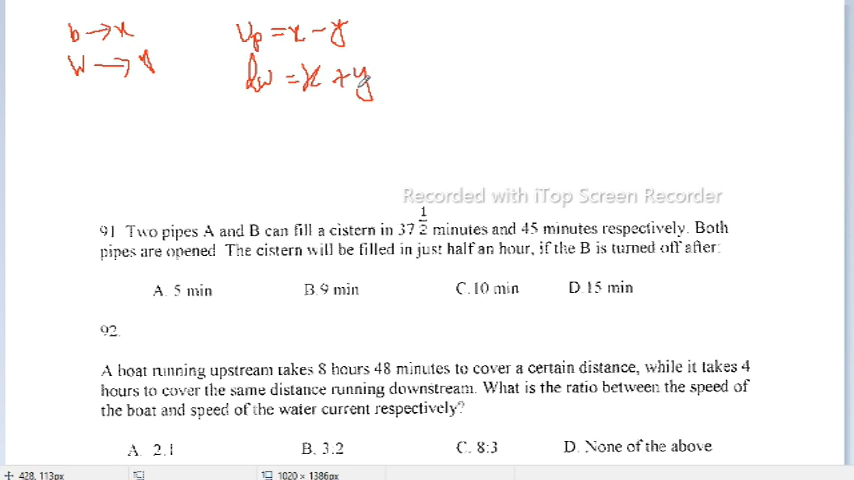 b → x Up = x − y
W → y Dw = x + y
Recorded with iTop Screen Recorder
91 Two pipes A and B can fill a cistern in 37 1/2 minutes and 45 minutes respectively. Both
pipes are opened The cistern will be filled in just half an hour, if the B is turned off after:
A. 5 min B.9 min C.10 min D.15 min
92.
A boat running upstream takes 8 hours 48 minutes to cover a certain distance, while it takes 4
hours to cover the same distance running downstream. What is the ratio between the speed of
the boat and speed of the water current respectively?
A. 2.1 B. 3.2 C. 8:3 D. None of the above
428, 113px 1020 × 1386px